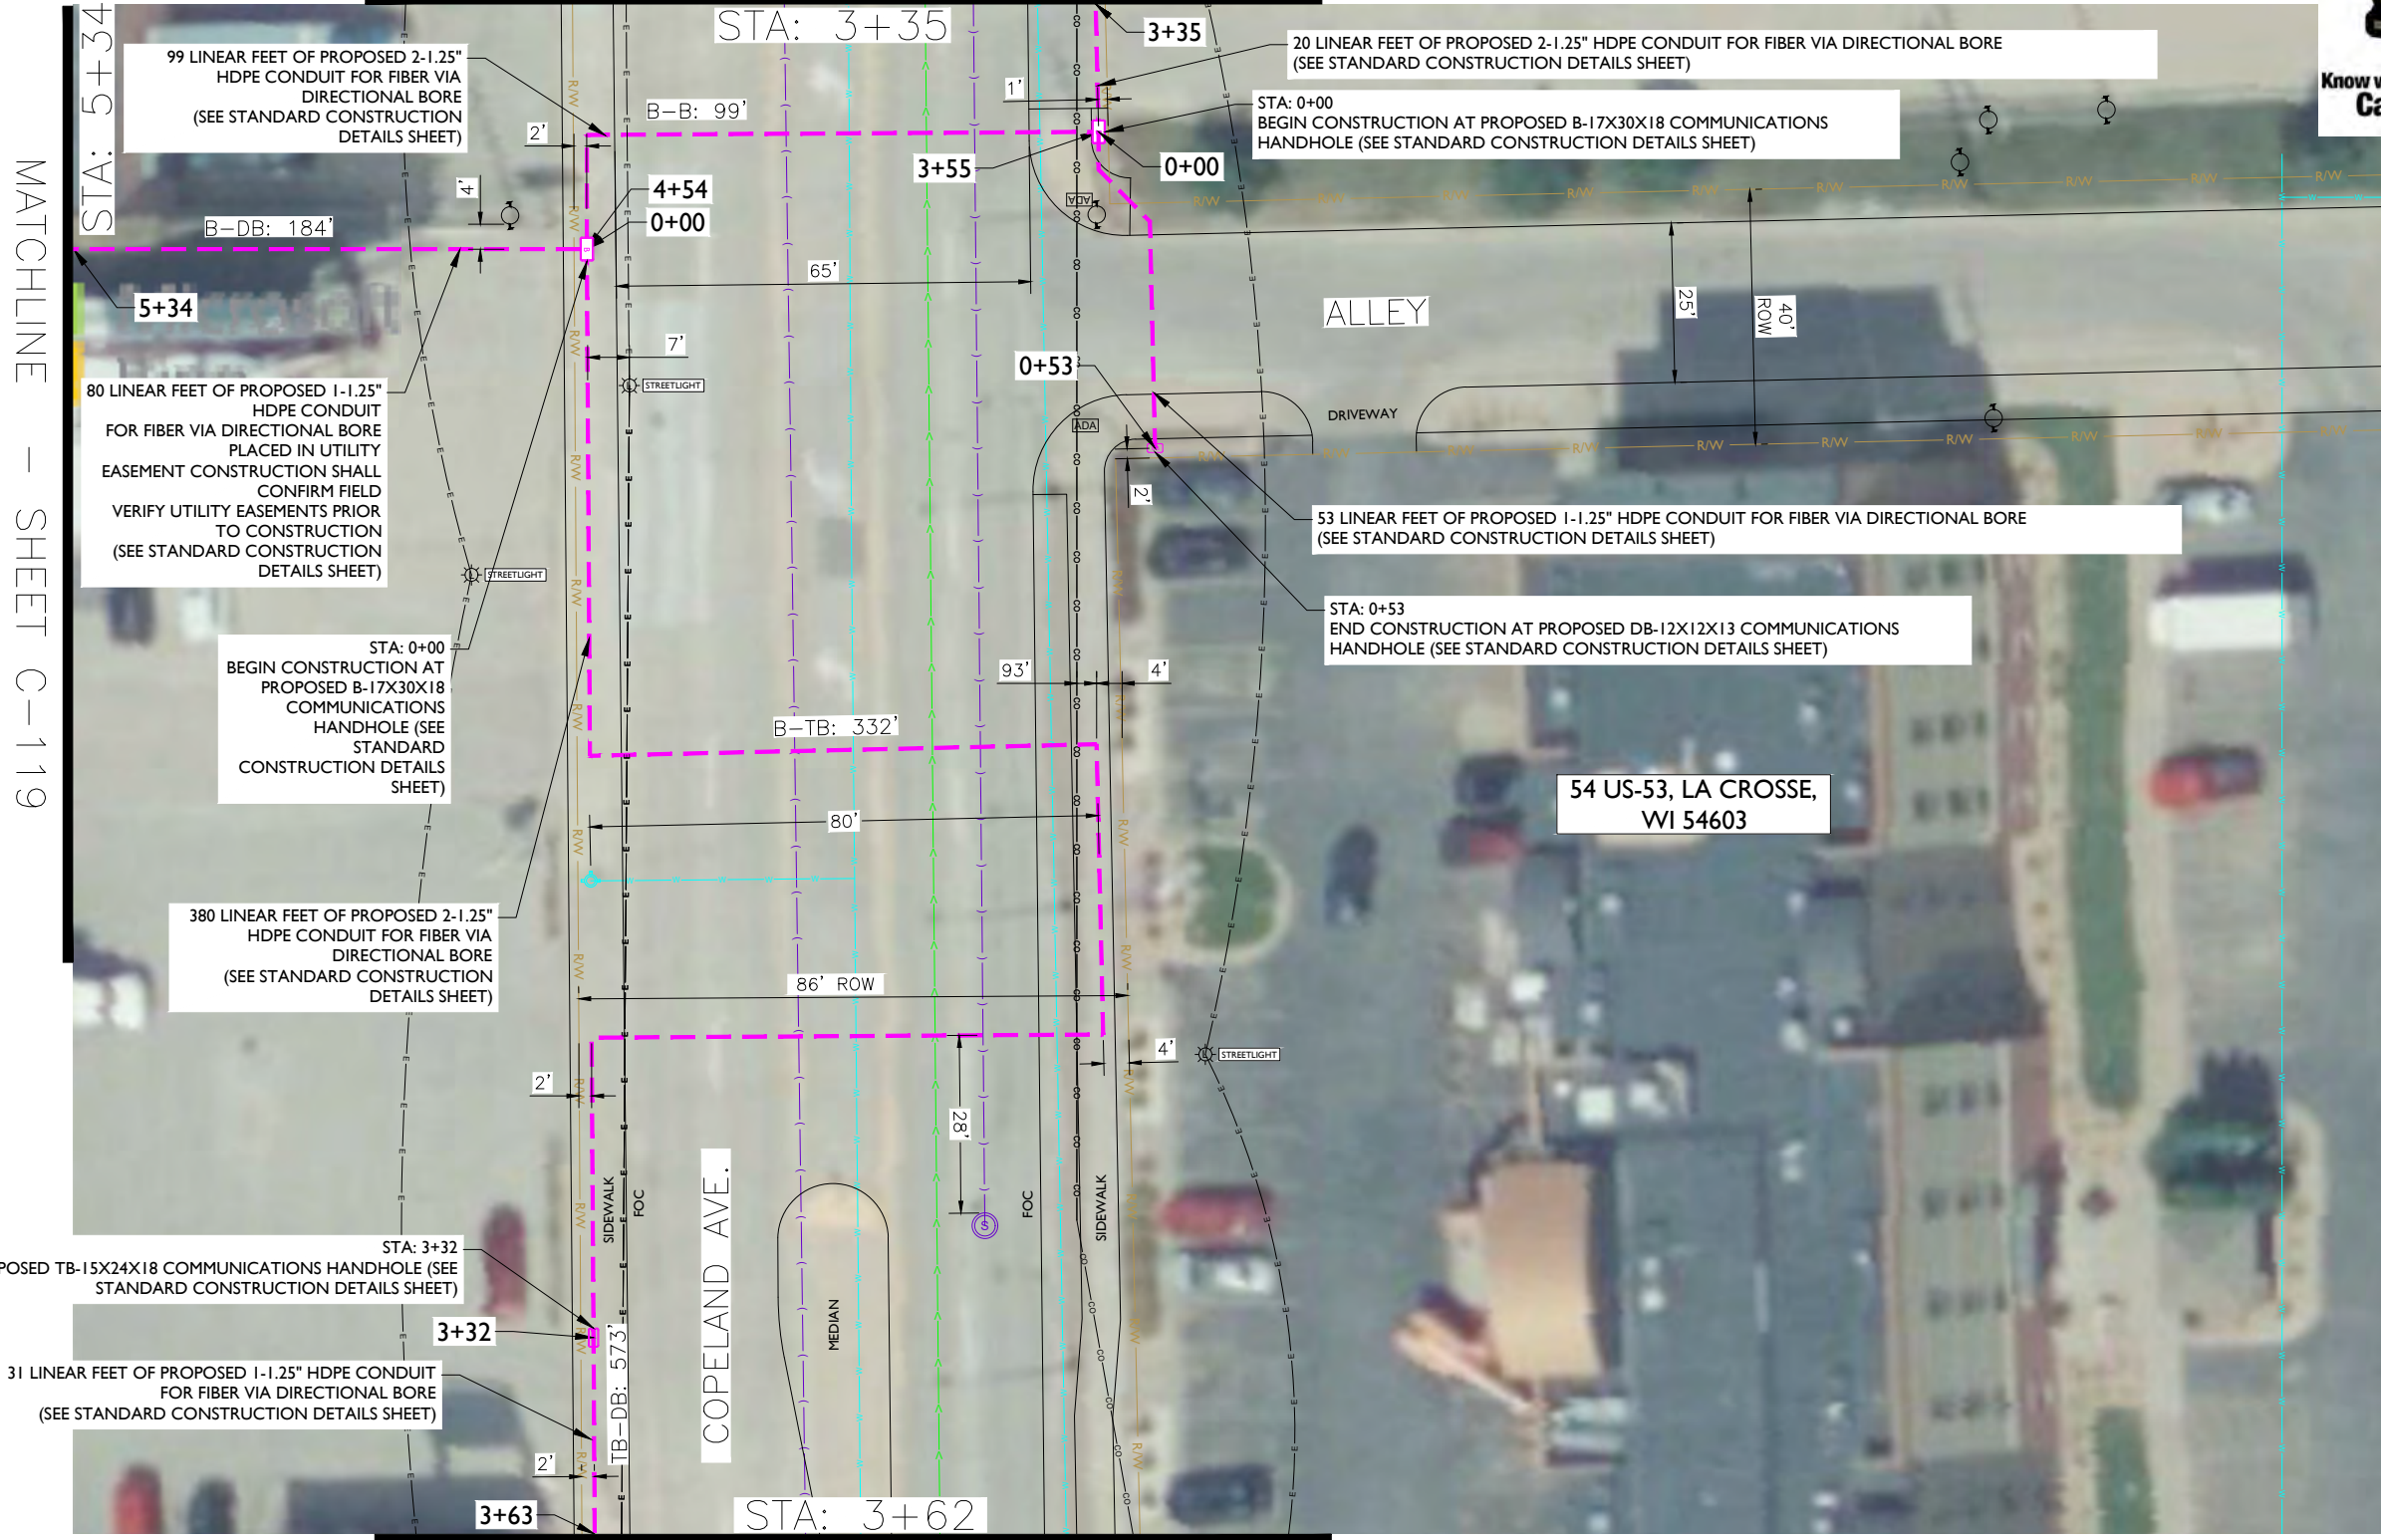 STA: 3+35
STA: 5+34
MATCHLINE – SHEET C-119
99 LINEAR FEET OF PROPOSED 2-1.25"
HDPE CONDUIT FOR FIBER VIA
DIRECTIONAL BORE
(SEE STANDARD CONSTRUCTION
DETAILS SHEET)
B-B: 99'
2'
1'
3+35
20 LINEAR FEET OF PROPOSED 2-1.25" HDPE CONDUIT FOR FIBER VIA DIRECTIONAL BORE
(SEE STANDARD CONSTRUCTION DETAILS SHEET)
Know
STA: 0+00
BEGIN CONSTRUCTION AT PROPOSED B-17X30X18 COMMUNICATIONS
HANDHOLE (SEE STANDARD CONSTRUCTION DETAILS SHEET)
3+55
0+00
4'
4+54
0+00
B-DB: 184'
5+34
65'
7'
STREETLIGHT
ADA
R/W
ALLEY
25'
40'
ROW
0+53
ADA
DRIVEWAY
2'
80 LINEAR FEET OF PROPOSED 1-1.25"
HDPE CONDUIT
FOR FIBER VIA DIRECTIONAL BORE
PLACED IN UTILITY
EASEMENT CONSTRUCTION SHALL
CONFIRM FIELD
VERIFY UTILITY EASEMENTS PRIOR
TO CONSTRUCTION
(SEE STANDARD CONSTRUCTION
DETAILS SHEET)
STREETLIGHT
53 LINEAR FEET OF PROPOSED 1-1.25" HDPE CONDUIT FOR FIBER VIA DIRECTIONAL BORE
(SEE STANDARD CONSTRUCTION DETAILS SHEET)
STA: 0+53
END CONSTRUCTION AT PROPOSED DB-12X12X13 COMMUNICATIONS
HANDHOLE (SEE STANDARD CONSTRUCTION DETAILS SHEET)
STA: 0+00
BEGIN CONSTRUCTION AT
PROPOSED B-17X30X18
COMMUNICATIONS
HANDHOLE (SEE
STANDARD
CONSTRUCTION DETAILS
SHEET)
93'
4'
B-TB: 332'
80'
54 US-53, LA CROSSE,
WI 54603
380 LINEAR FEET OF PROPOSED 2-1.25"
HDPE CONDUIT FOR FIBER VIA
DIRECTIONAL BORE
(SEE STANDARD CONSTRUCTION
DETAILS SHEET)
86' ROW
2'
28'
4'
STREETLIGHT
SIDEWALK
FOC
COPELAND AVE.
MEDIAN
S
FOC
SIDEWALK
STA: 3+32
POSED TB-15X24X18 COMMUNICATIONS HANDHOLE (SEE
STANDARD CONSTRUCTION DETAILS SHEET)
3+32
TB-DB: 573'
31 LINEAR FEET OF PROPOSED 1-1.25" HDPE CONDUIT
FOR FIBER VIA DIRECTIONAL BORE
(SEE STANDARD CONSTRUCTION DETAILS SHEET)
2'
3+63
STA: 3+62